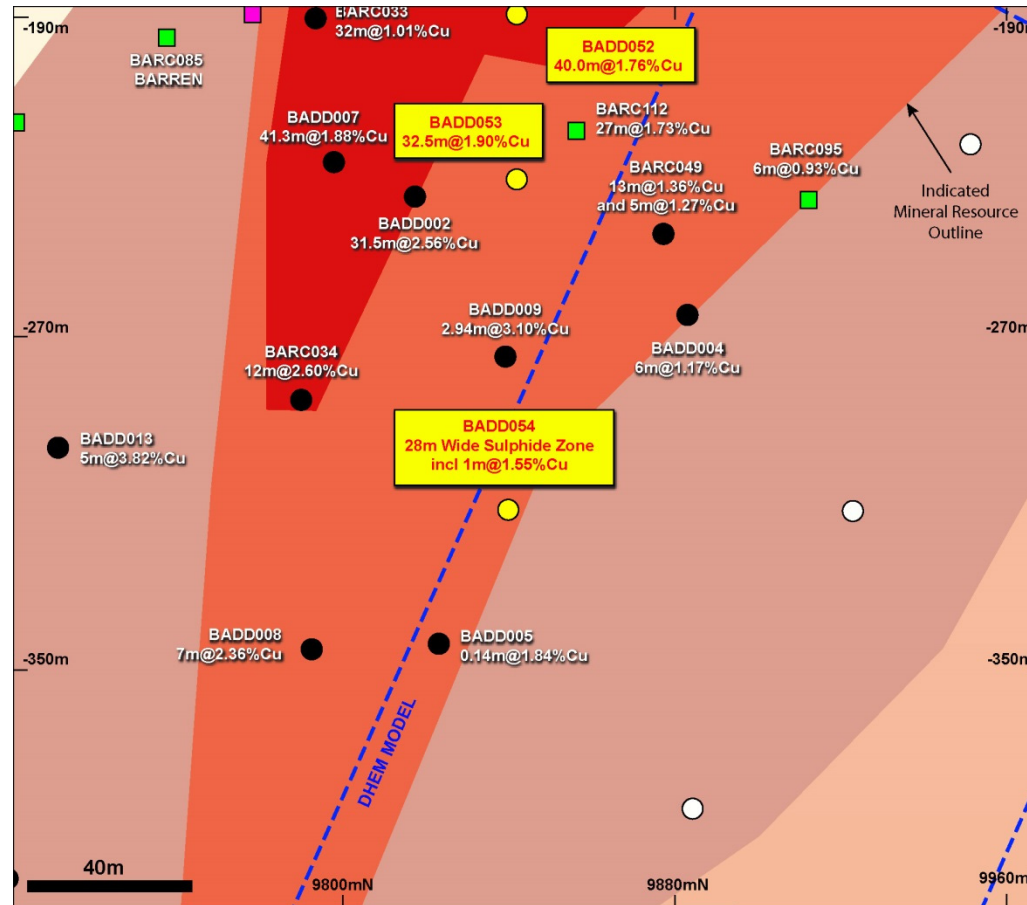 -190m
BARC033
32m@1.01%Cu
-190m
BARC085
BARREN
BADD052
40.0m@1.76%Cu
BADD007
41.3m@1.88%Cu
BADD053
32.5m@1.90%Cu
BARC112
27m@1.73%Cu
BARC049
13m@1.36%Cu
and 5m@1.27%Cu
BARC095
6m@0.93%Cu
Indicated
Mineral Resource
Outline
BADD002
31.5m@2.56%Cu
-270m
BADD009
2.94m@3.10%Cu
-270m
BARC034
12m@2.60%Cu
BADD004
6m@1.17%Cu
BADD013
5m@3.82%Cu
BADD054
28m Wide Sulphide Zone
incl 1m@1.55%Cu
BADD008
7m@2.36%Cu
BADD005
0.14m@1.84%Cu
-350m
-350m
DHEM MODEL
40m
9800mN
9880mN
9960mN